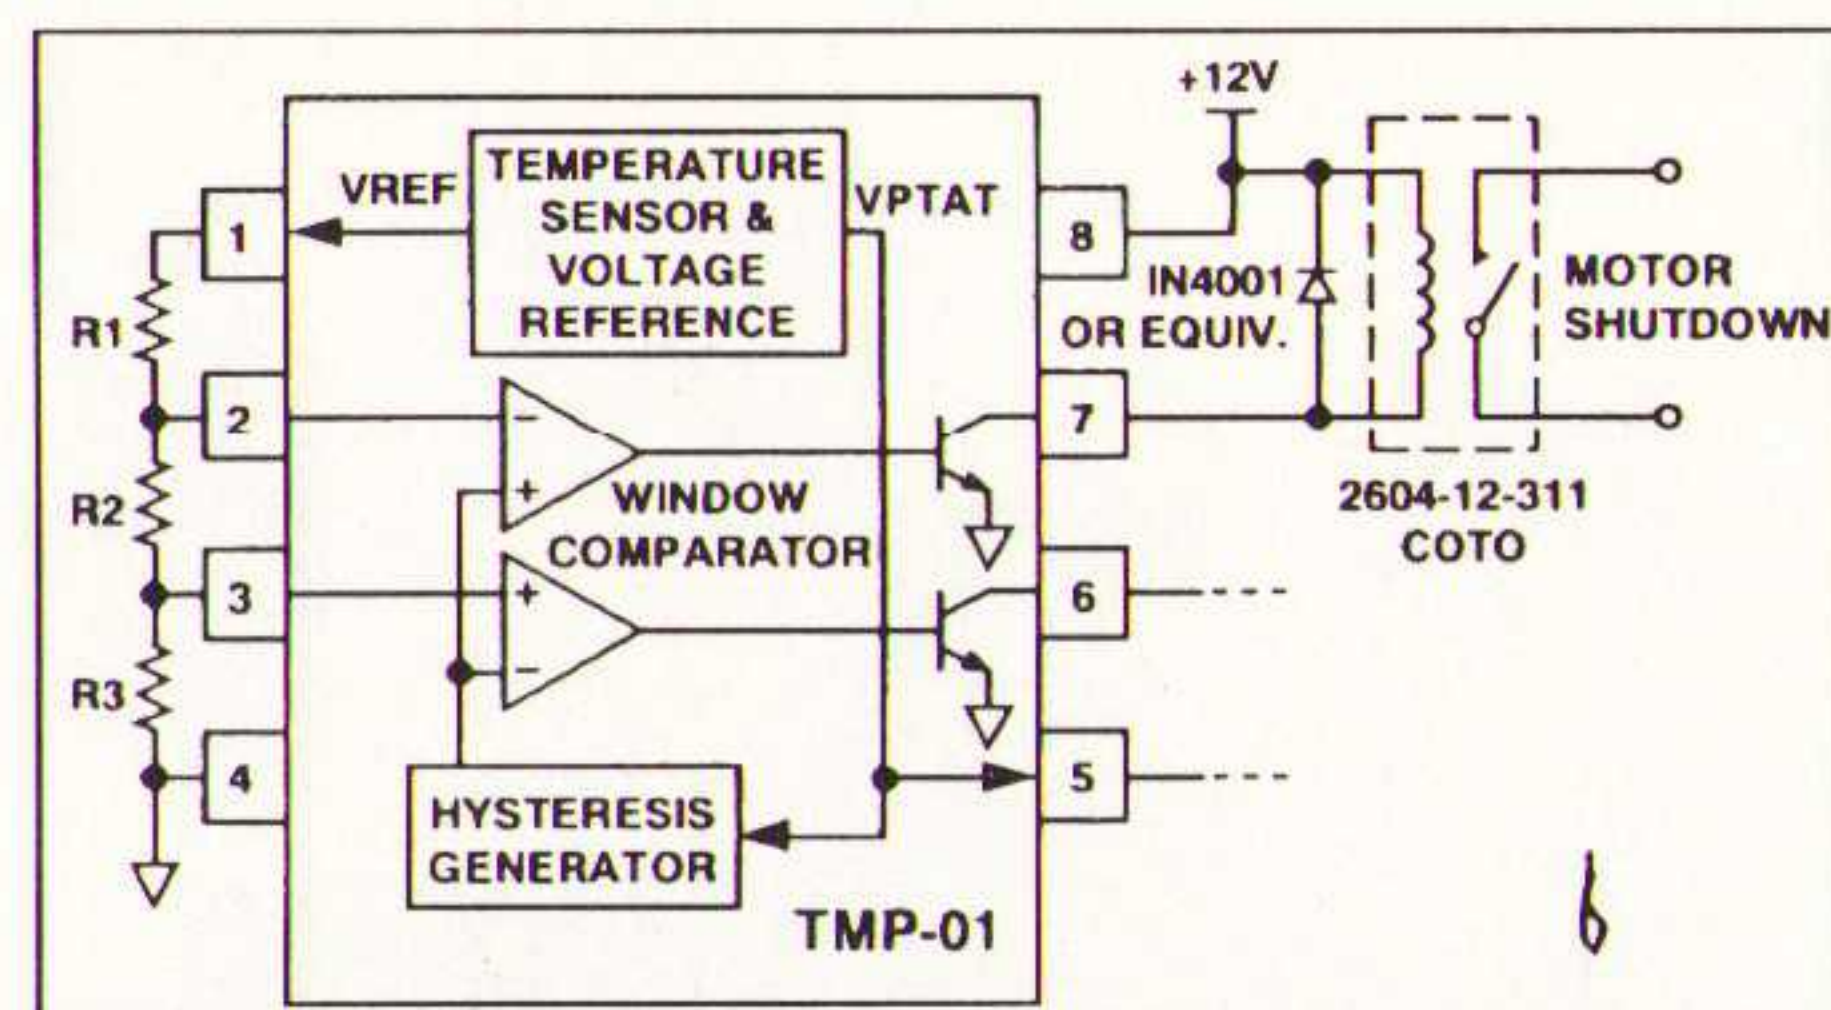 +12V
TEMPERATURE
SENSOR &
VOLTAGE
REFERENCE
VREF
VPTAT
1
8
R1
IN4001
OR EQUIV.
MOTOR
SHUTDOWN
2
−
7
+
R2
WINDOW
COMPARATOR
2604-12-311
COTO
3
+
6
−
R3
4
5
HYSTERESIS
GENERATOR
TMP-01
6